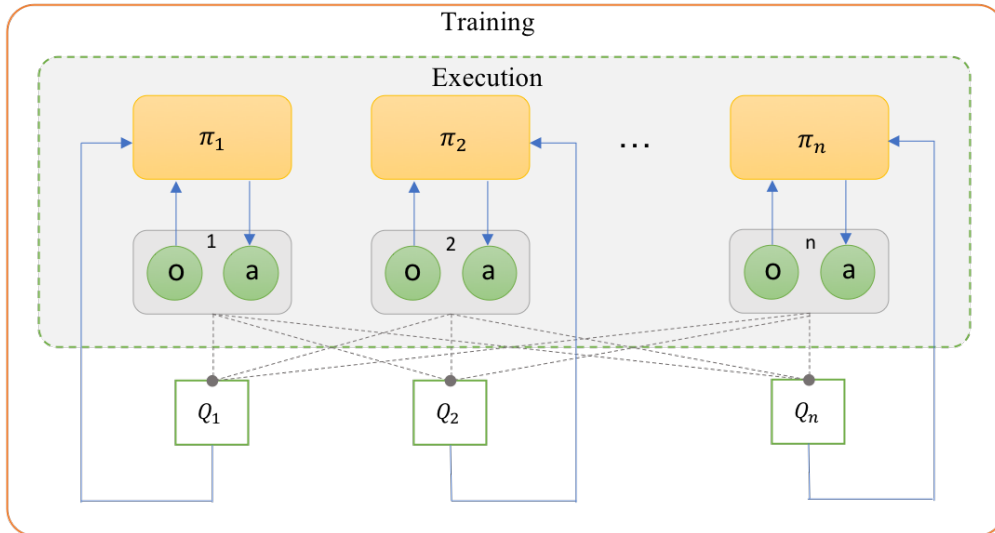 Training
Execution
π₁ π₂ ... πₙ
1 2 n
o a o a o a
Q₁ Q₂ Qₙ